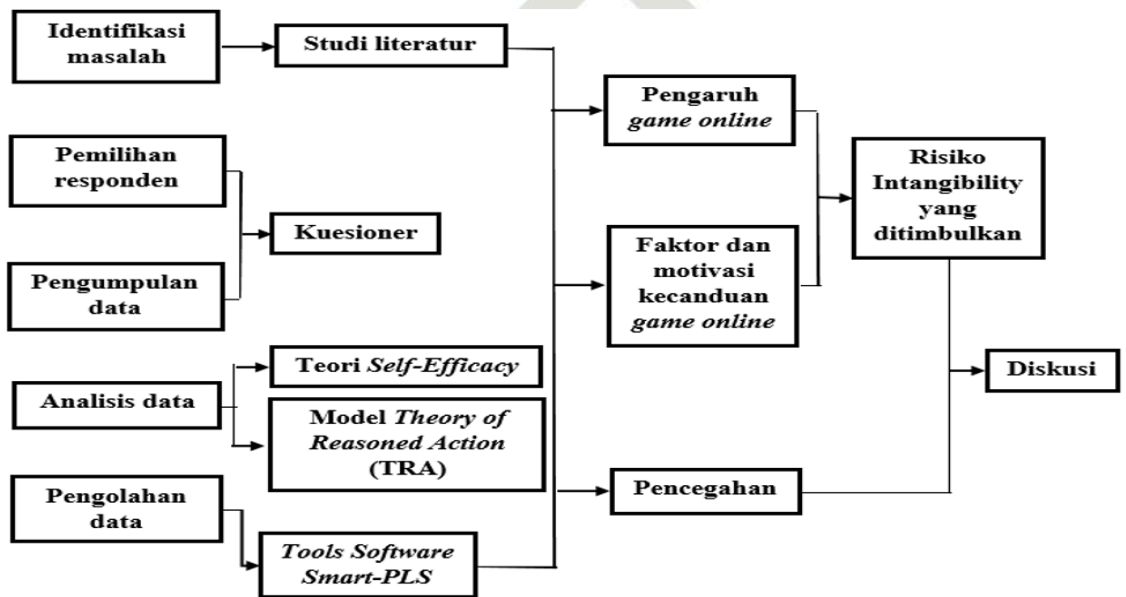 Identifikasi
masalah
Studi literatur
Pemilihan
responden
Kuesioner
Pengumpulan
data
Analisis data
Teori Self-Efficacy
Model Theory of
Reasoned Action
(TRA)
Pengolahan
data
Tools Software
Smart-PLS
Pengaruh
game online
Faktor dan
motivasi
kecanduan
game online
Pencegahan
Risiko
Intangibility
yang
ditimbulkan
Diskusi